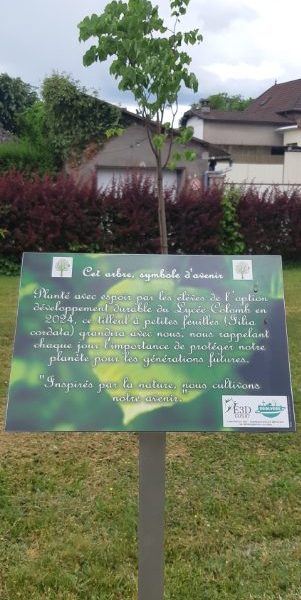 Cet arbre, symbole d'avenir
Planté avec espoir par les élèves de l'option
développement durable du Lycée Colomb en
2024, ce tilleul à petites feuilles (Tilia
cordata) grandira avec nous, nous rappelant
chaque jour l'importance de protéger notre
planète pour les générations futures.
"Inspirés par la nature, nous cultivons
notre avenir."